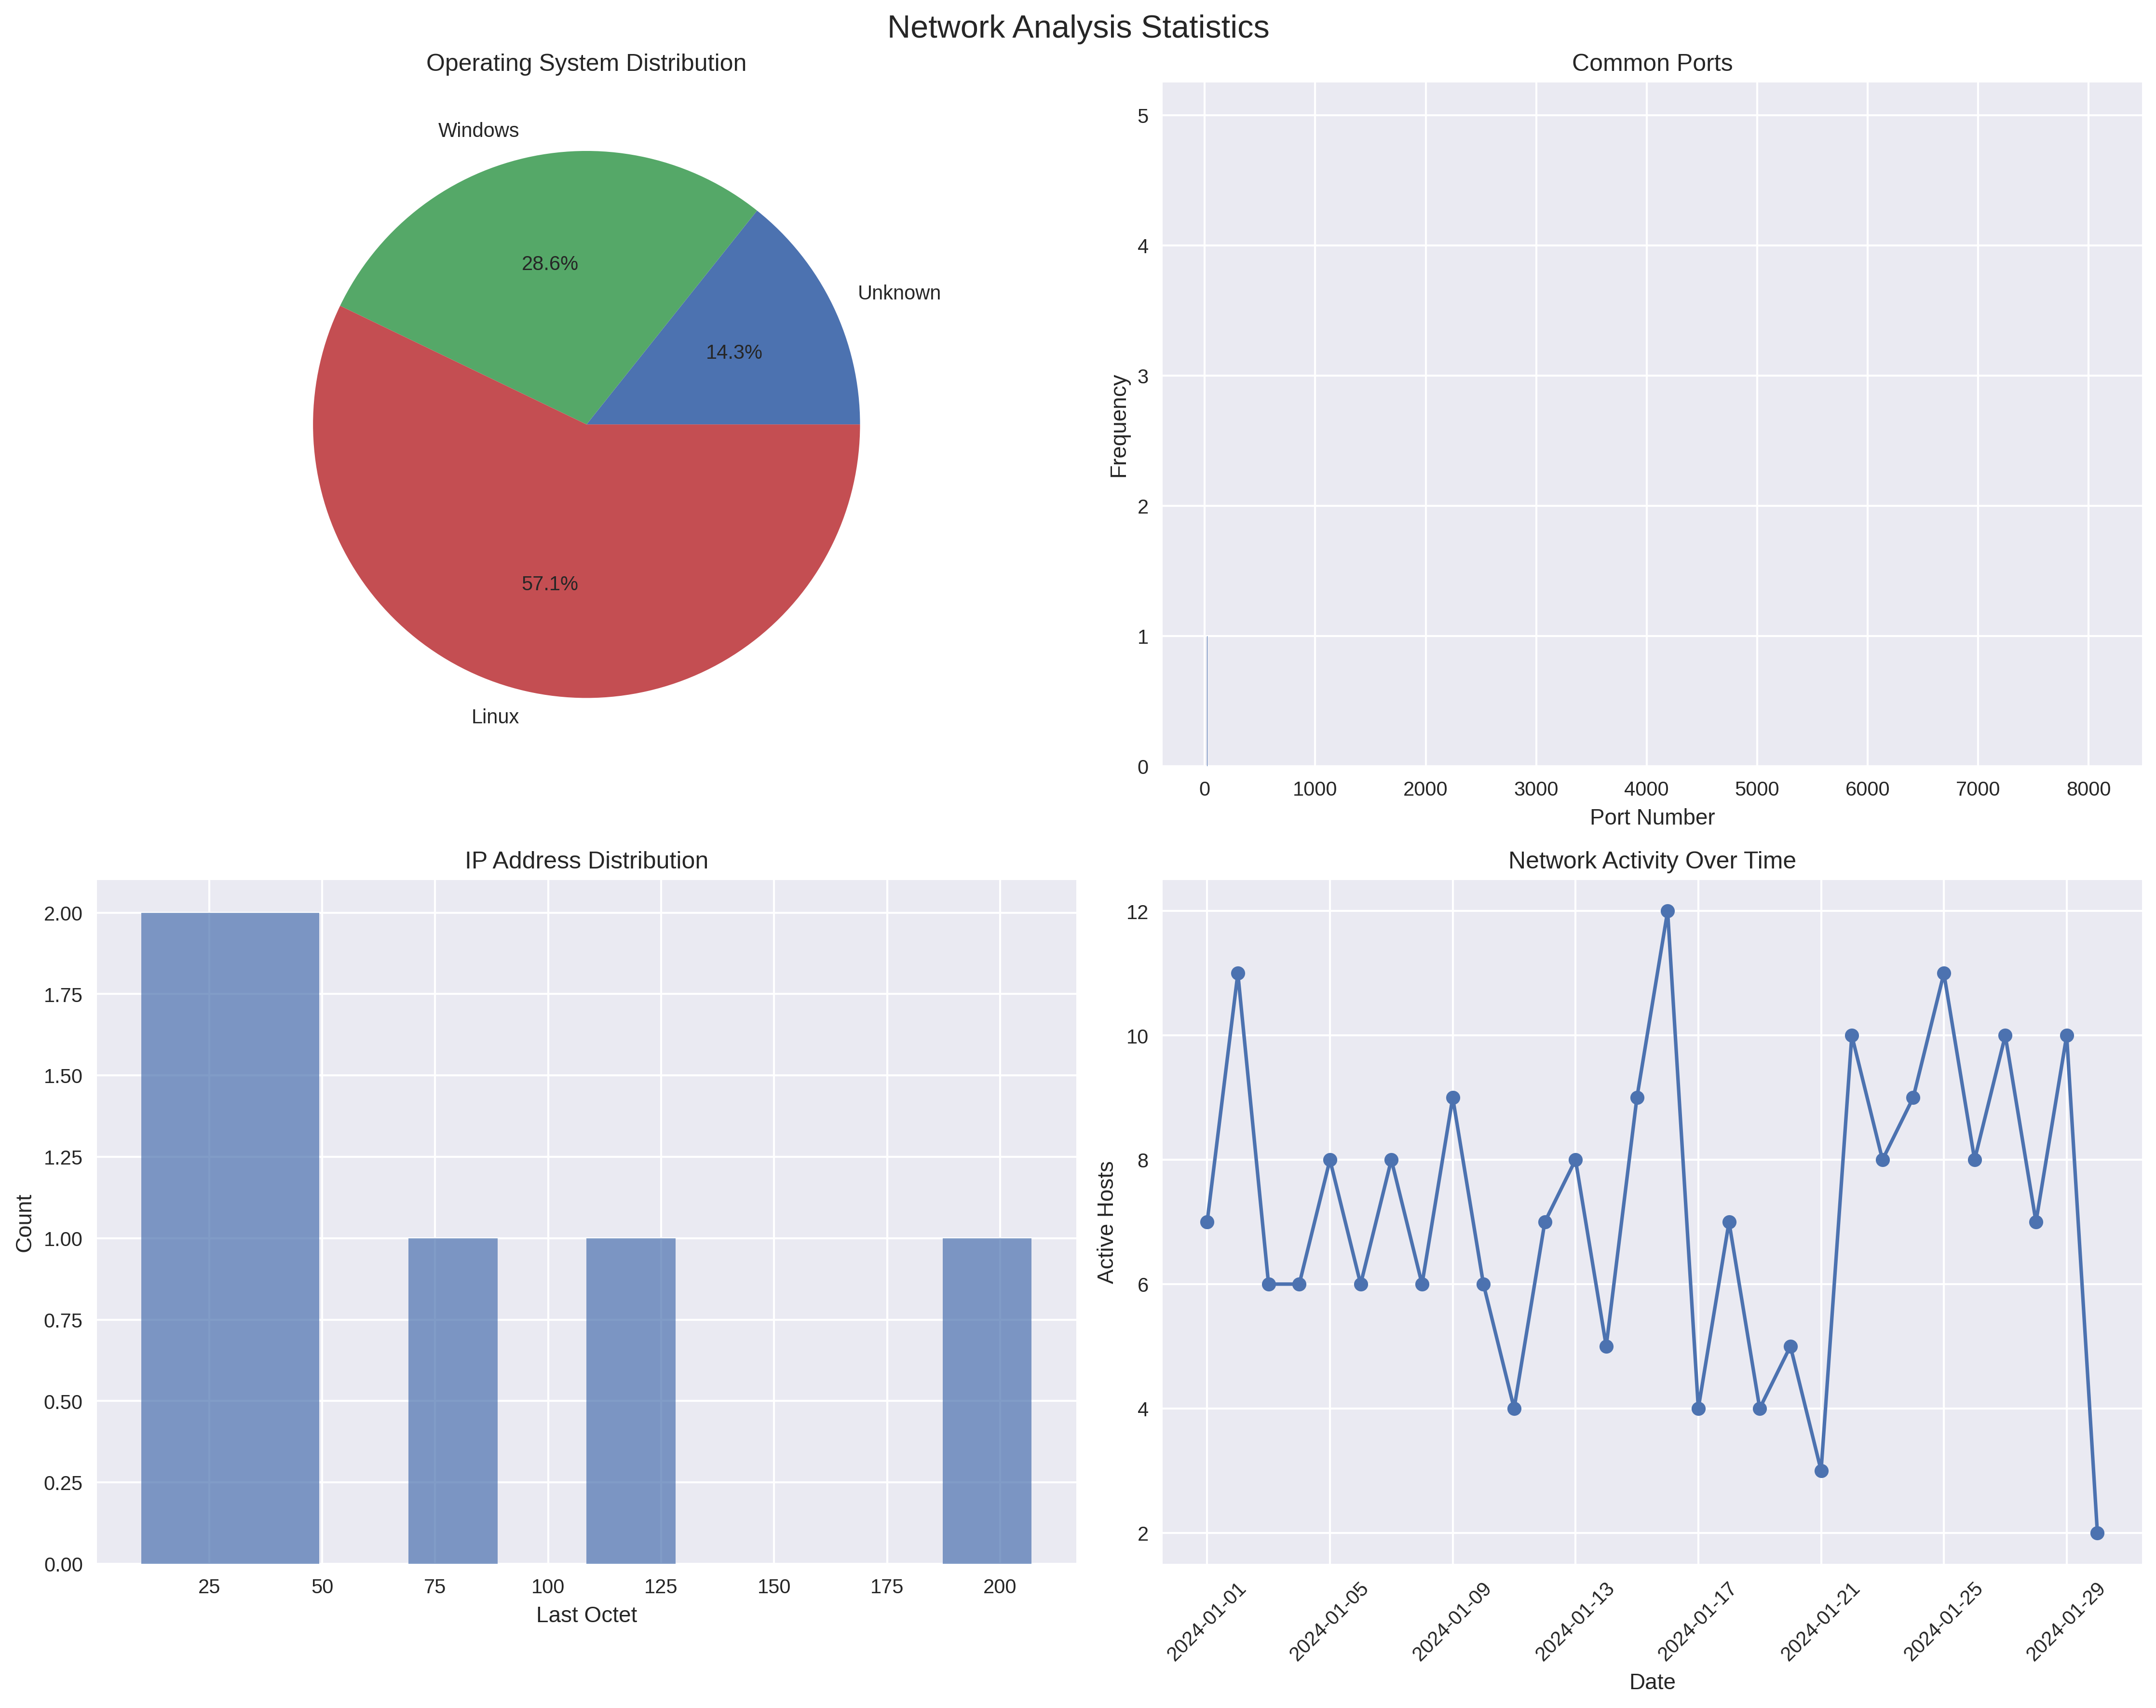 Network Analysis Statistics
Operating System Distribution
Windows
28.6%
Unknown
14.3%
57.1%
Linux
Common Ports
5
4
3
2
1
0
Frequency
0 1000 2000 3000 4000 5000 6000 7000 8000
Port Number
IP Address Distribution
2.00
1.75
1.50
1.25
1.00
0.75
0.50
0.25
0.00
Count
25 50 75 100 125 150 175 200
Last Octet
Network Activity Over Time
12
10
8
6
4
2
Active Hosts
2024-01-01 2024-01-05 2024-01-09 2024-01-13 2024-01-17 2024-01-21 2024-01-25 2024-01-29
Date